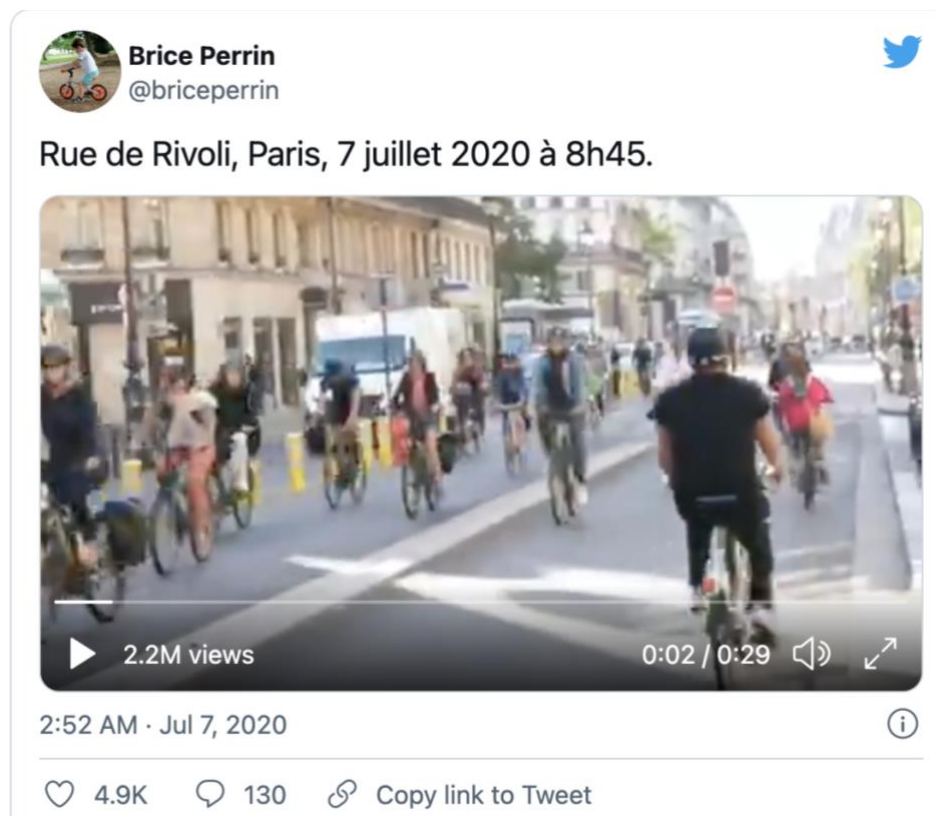 Brice Perrin
@briceperrin
Rue de Rivoli, Paris, 7 juillet 2020 à 8h45.
2.2M views
0:02 / 0:29
2:52 AM · Jul 7, 2020
4.9K
130
Copy link to Tweet